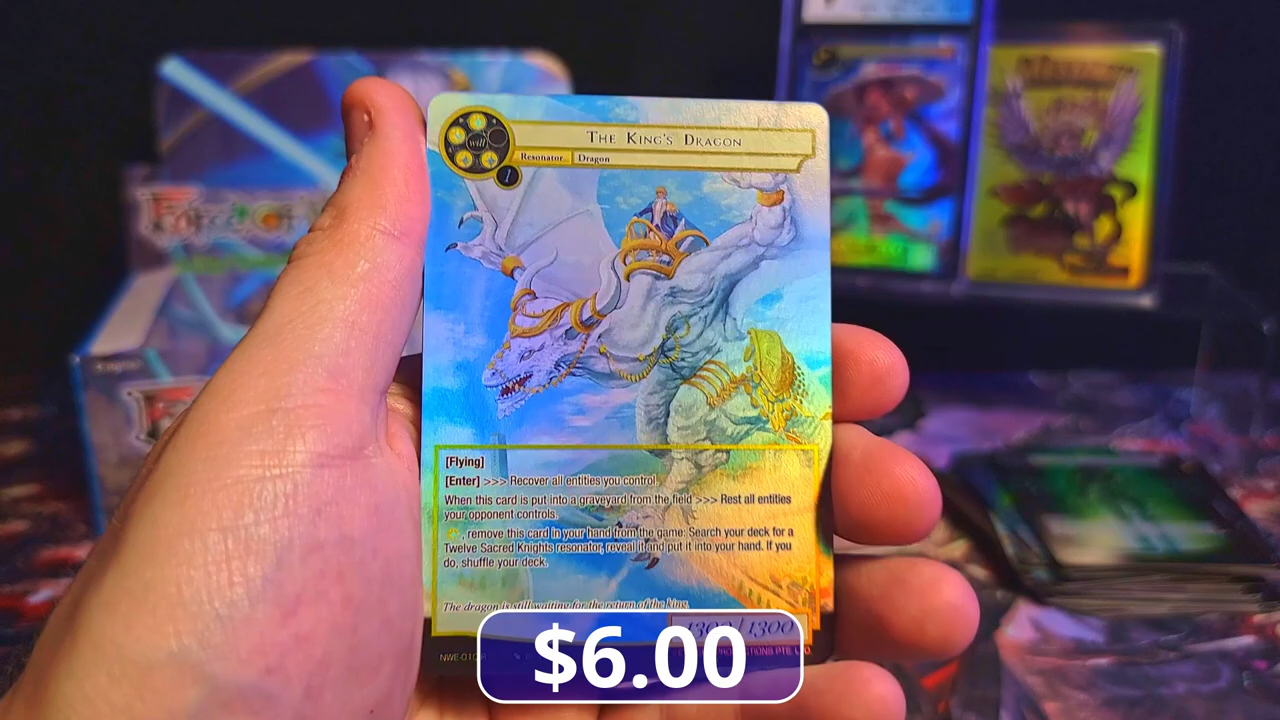 The King's Dragon
will
Resonator Dragon
1
[Flying]
[Enter] >>> Recover all entities you control.
When this card is put into a graveyard from the field >>> Rest all entities
your opponent controls.
, remove this card in your hand from the game: Search your deck for a
Twelve Sacred Knights resonator, reveal it and put it into your hand. If you
do, shuffle your deck.
The dragon is still waiting for the return of the king.
1300/1300
$6.00